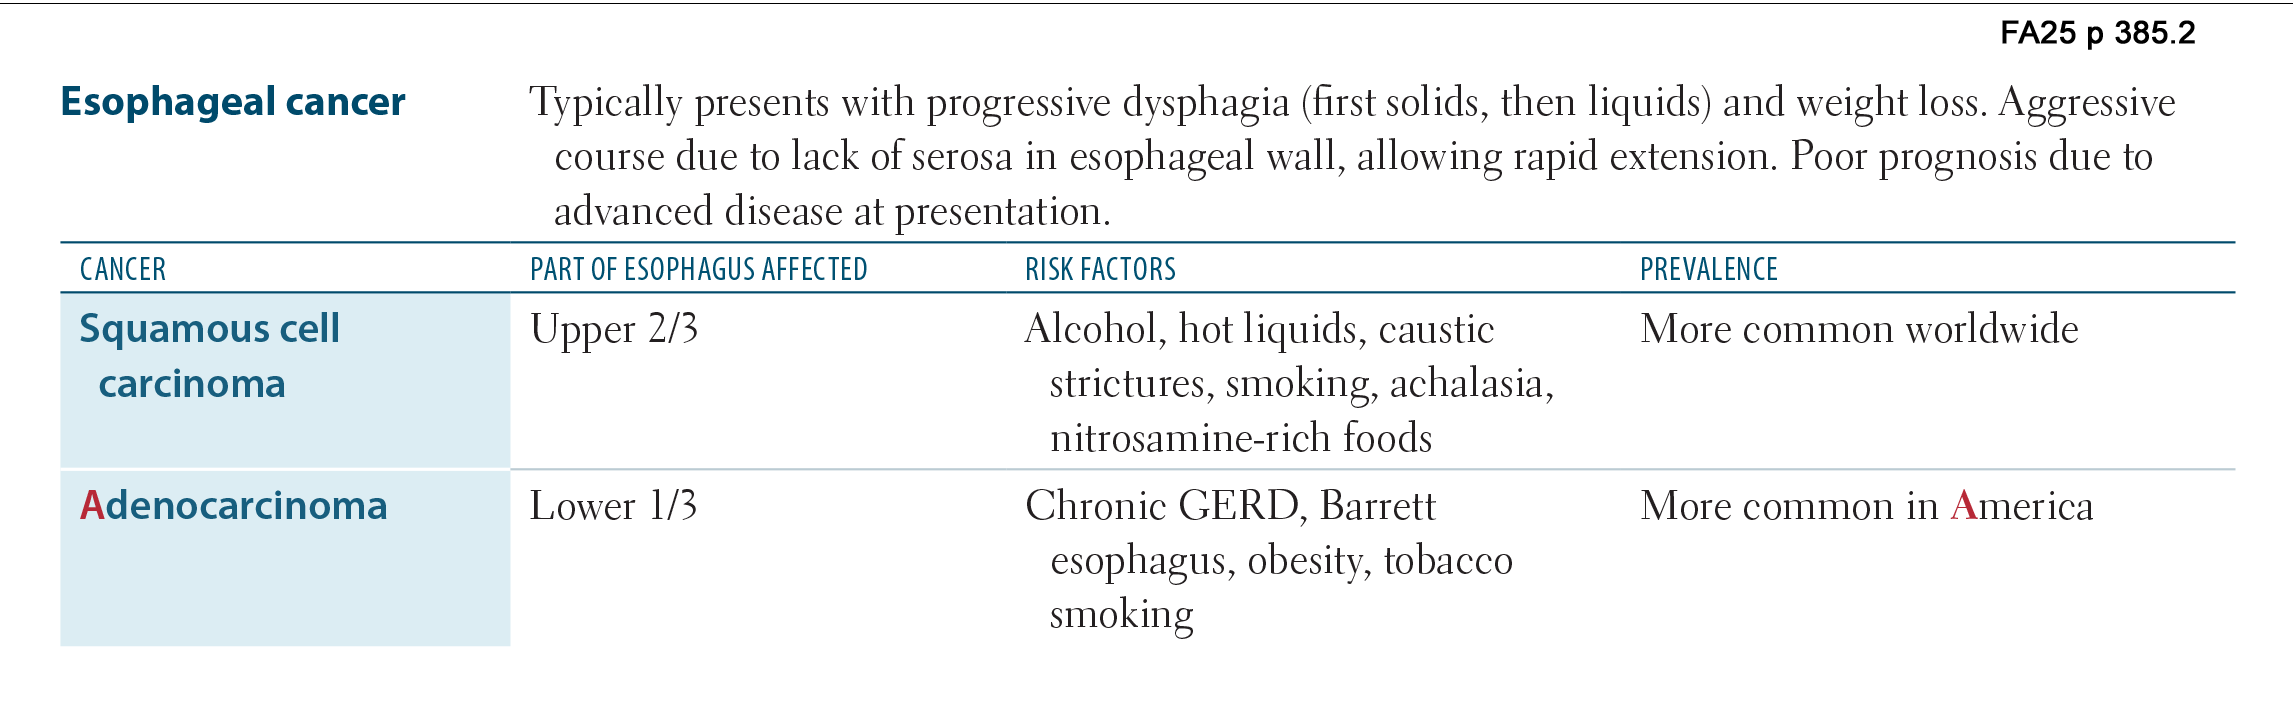 FA25 p 385.2
Esophageal cancer
Typically presents with progressive dysphagia (first solids, then liquids) and weight loss. Aggressive
course due to lack of serosa in esophageal wall, allowing rapid extension. Poor prognosis due to
advanced disease at presentation.
CANCER PART OF ESOPHAGUS AFFECTED RISK FACTORS PREVALENCE
Squamous cell
carcinoma
Upper 2/3
Alcohol, hot liquids, caustic
strictures, smoking, achalasia,
nitrosamine-rich foods
More common worldwide
Adenocarcinoma
Lower 1/3
Chronic GERD, Barrett
esophagus, obesity, tobacco
smoking
More common in America